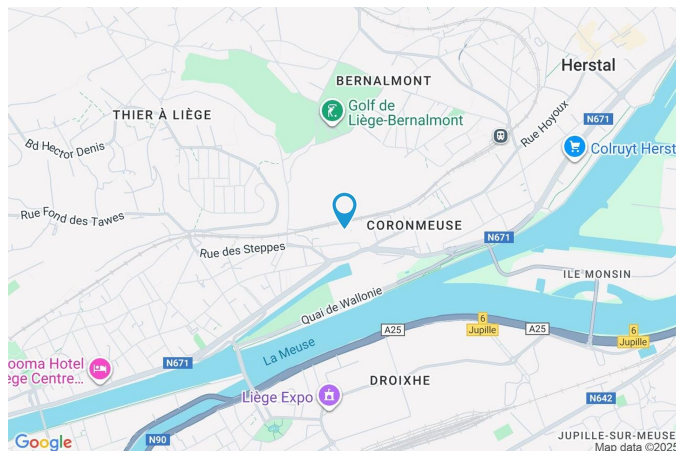 Herstal
BERNALMONT
Golf de
Liège-Bernalmont
THIER À LIÈGE
N671
Rue Hoyoux
Colruyt Herst
Bd Hector Denis
Rue Fond des Tawes
CORONMEUSE
Rue des Steppes
N671
ILE MONSIN
Quai de Wallonie
6
Jupille
A25
A25
6
Jupille
La Meuse
ooma Hotel
ege Centre...
N671
DROIXHE
Liège Expo
N642
N90
JUPILLE-SUR-MEUSE
Google
Map data ©2025